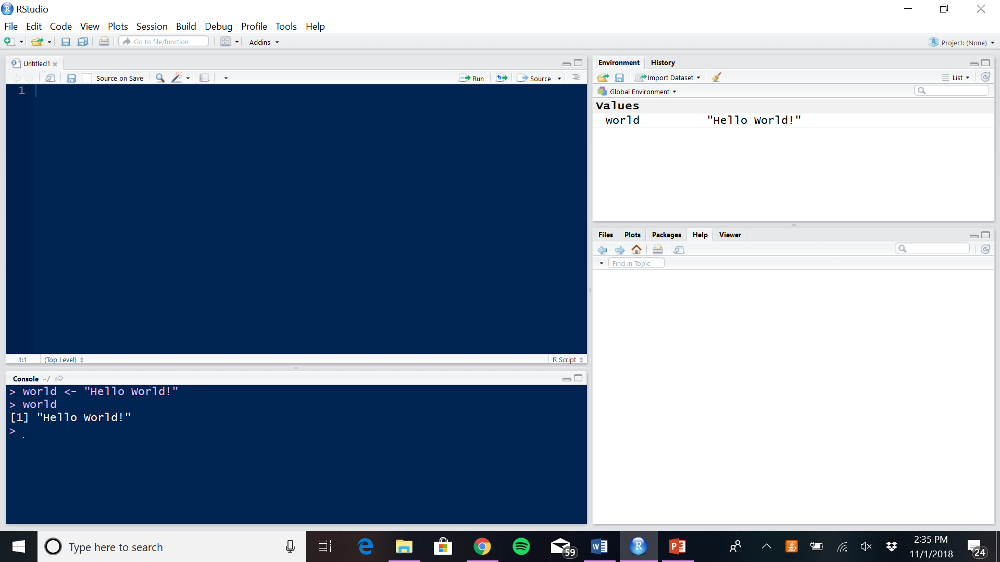 RStudio
File Edit Code View Plots Session Build Debug Profile Tools Help
Go to file/function Addins Project: (None)
Untitled1
Source on Save Run Source
1
1:1 (Top Level) R Script
Console ~/
> world <- "Hello World!"
> world
[1] "Hello World!"
>
Environment History
Import Dataset List
Global Environment
Values
world "Hello World!"
Files Plots Packages Help Viewer
Find in Topic
Type here to search
59
2:35 PM
11/1/2018
24